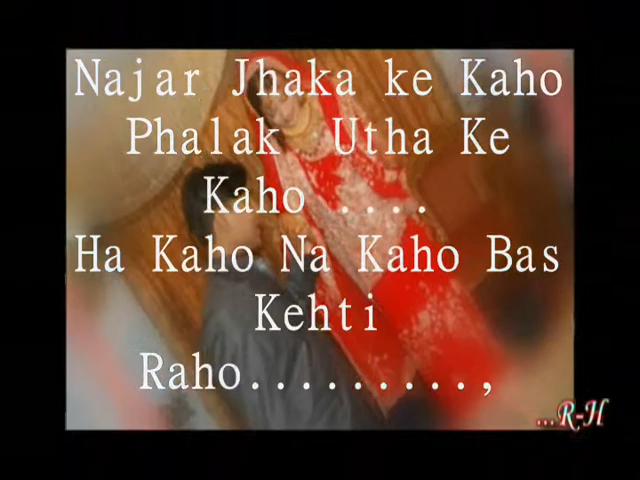 Najar Jhaka ke Kaho
Phalak Utha Ke
Kaho ....
Ha Kaho Na Kaho Bas
Kehti
Raho.........,
...R-H